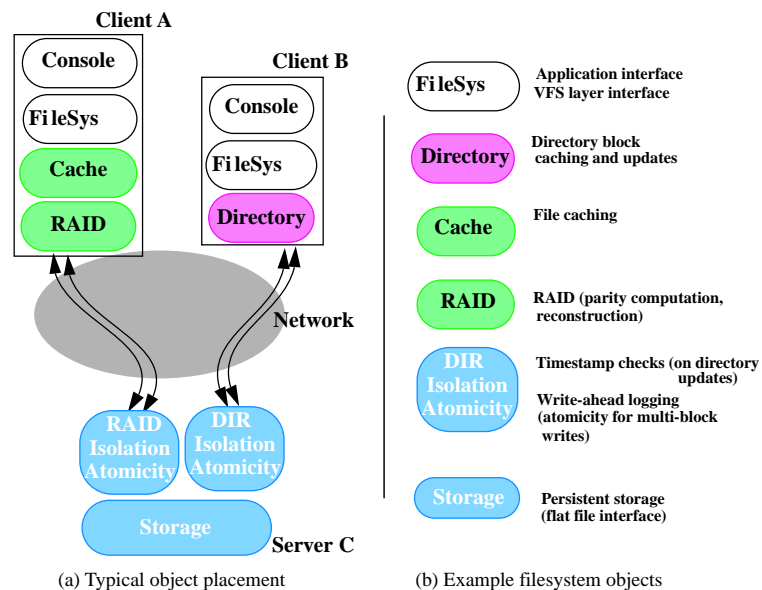 Client A
Console
FileSys
Cache
RAID
Client B
Console
FileSys
Directory
Network
RAID
Isolation
Atomicity
DIR
Isolation
Atomicity
Storage
Server C
(a) Typical object placement
FileSys
Application interface
VFS layer interface
Directory
Directory block
caching and updates
Cache
File caching
RAID
RAID (parity computation,
reconstruction)
DIR
Isolation
Atomicity
Timestamp checks (on directory
updates)
Write-ahead logging
(atomicity for multi-block
writes)
Storage
Persistent storage
(flat file interface)
(b) Example filesystem objects